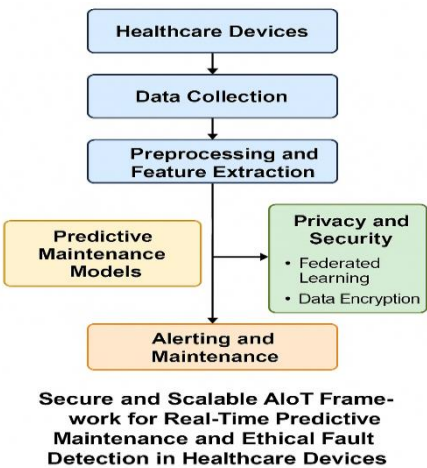 Healthcare Devices
Data Collection
Preprocessing and
Feature Extraction
Predictive
Maintenance
Models
Privacy and
Security
• Federated
Learning
• Data Encryption
Alerting and
Maintenance
Secure and Scalable AIoT Frame-
work for Real-Time Predictive
Maintenance and Ethical Fault
Detection in Healthcare Devices